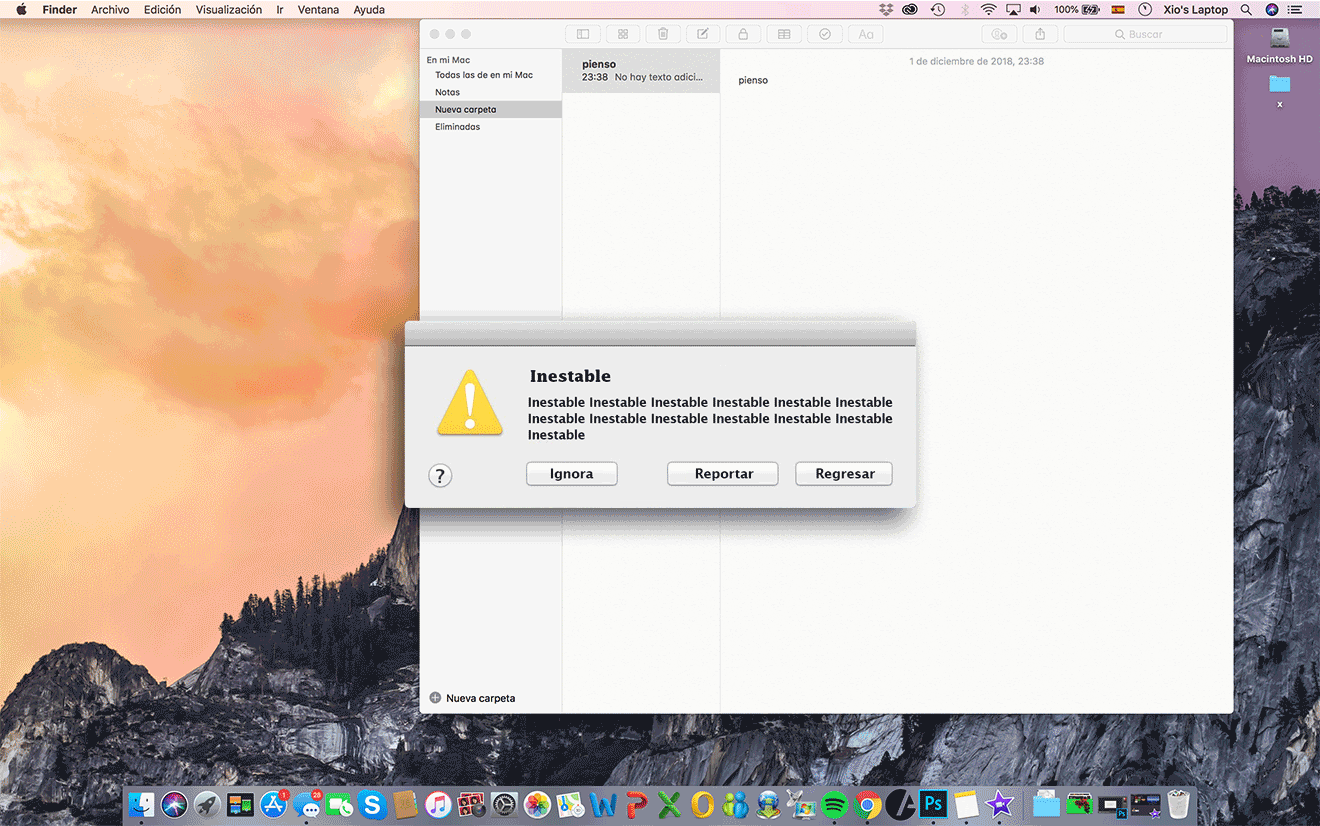 Finder Archivo Edición Visualización Ir Ventana Ayuda 100% Xio's Laptop
Aa Buscar
Macintosh HD
x
En mi Mac
Todas las de en mi Mac
Notas
Nueva carpeta
Eliminadas
pienso
23:38 No hay texto adici...
1 de diciembre de 2018, 23:38
pienso
Inestable
Inestable Inestable Inestable Inestable Inestable Inestable
Inestable Inestable Inestable Inestable Inestable Inestable
Inestable
? Ignora Reportar Regresar
Nueva carpeta
1 28
Ps